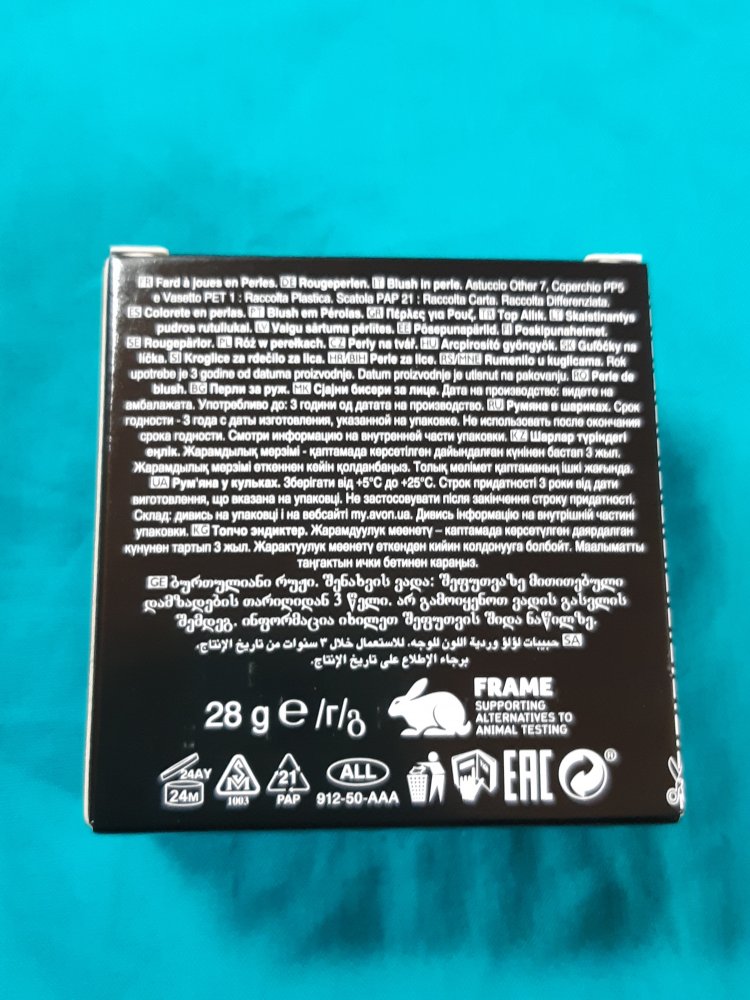 FR Fard à joues en Perles. DE Rougeperlen. IT Blush in perle. Astuccio Other 7, Coperchio PP5
e Vasetto PET 1 : Raccolta Plastica. Scatola PAP 21 : Raccolta Carta. Raccolta Differenziata.
ES Colorete en perlas. PT Blush em Pérolas. GR Πέρλες για Ρουζ. TR Top Allık. LT Skaistinantys
pudros rutuliukai. LV Vaigu sārtuma pērlītes. EE Põsepunapärlid. FI Poskipunahelmet.
SE Rougepärlor. PL Róż w perełkach. CZ Perly na tvář. HU Arcpirosító gyöngyök. SK Guľôčky na
líčka. SI Kroglice za rdečilo za lica. HR/BIH Perle za lice. RS/MNE Rumenilo u kuglicama. Rok
upotrebe je 3 godine od datuma proizvodnje. Datum proizvodnje je utisnut na pakovanju. RO Perle de
blush. BG Перли за руж. MK Сјајни бисери за лице. Дата на производство: видете на
амбалажата. Употребливо до: 3 години од датата на производство. RU Румяна в шариках. Срок
годности - 3 года с даты изготовления, указанной на упаковке. Не использовать после окончания
срока годности. Смотри информацию на внутренней части упаковки. KZ Шарлар түріндегі
еңлік. Жарамдылық мерзімі - қаптамада көрсетілген дайындалған күнінен бастап 3 жыл.
Жарамдылық мерзімі өткеннен кейін қолданбаңыз. Толық мәлімет қаптаманың ішкі жағында.
UA Рум'яна у кульках. Зберігати від +5°C до +25°C. Строк придатності 3 роки від дати
виготовлення, що вказана на упаковці. Не застосовувати після закінчення строку придатності.
Склад: дивись на упаковці і на вебсайті my.avon.ua. Дивись інформацію на внутрішній частині
упаковки. KG Топчо эндиктер. Жарамдуулук мөөнөтү – каптамада көрсөтүлгөн даярдалган
күнүнөн тартып 3 жыл. Жарактуулук мөөнөтү өткөндөн кийин колдонууга болбойт. Маалыматты
таңгактын ички бетинен караңыз.
GE ბურთულიანი რუჟი. შენახვის ვადა: შეფუთვაზე მითითებული
დამზადების თარიღიდან 3 წელი. არ გამოიყენოთ ვადის გასვლის
შემდეგ. ინფორმაცია იხილეთ შეფუთვის შიდა ნაწილზე.
SA حبيبات لؤلؤ وردية اللون للوجه. للاستعمال خلال ٣ سنوات من تاريخ الإنتاج.
برجاء الإطلاع على تاريخ الإنتاج.
28 g e /г/გ
FRAME
SUPPORTING
ALTERNATIVES TO
ANIMAL TESTING
24AY
24M
SM
1003
21
PAP
ALL
912-50-AAA
EAC
®